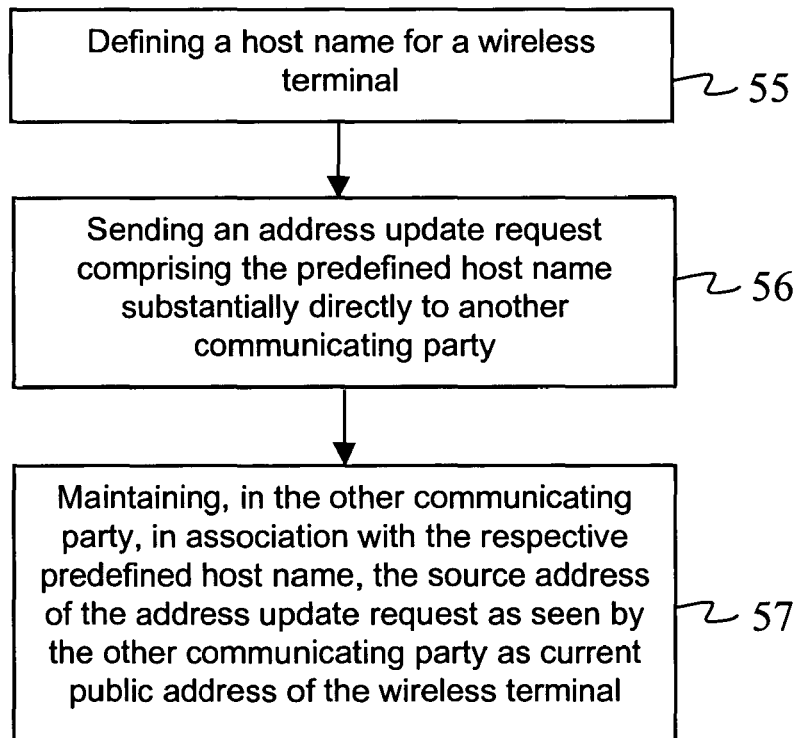 Defining a host name for a wireless
terminal
55
Sending an address update request
comprising the predefined host name
substantially directly to another
communicating party
56
Maintaining, in the other communicating
party, in association with the respective
predefined host name, the source address
of the address update request as seen by
the other communicating party as current
public address of the wireless terminal
57